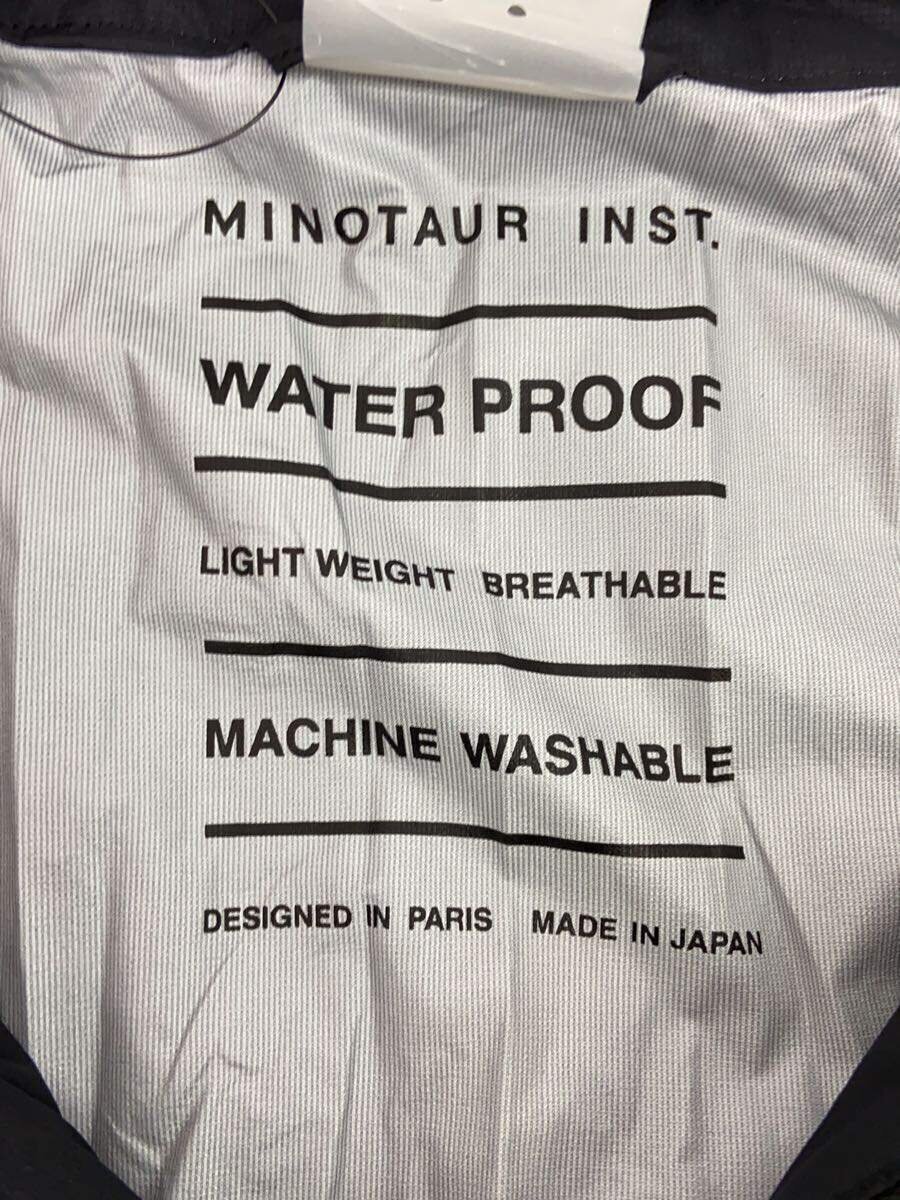 MINOTAUR INST.
WATER PROOF
LIGHT WEIGHT BREATHABLE
MACHINE WASHABLE
DESIGNED IN PARIS MADE IN JAPAN